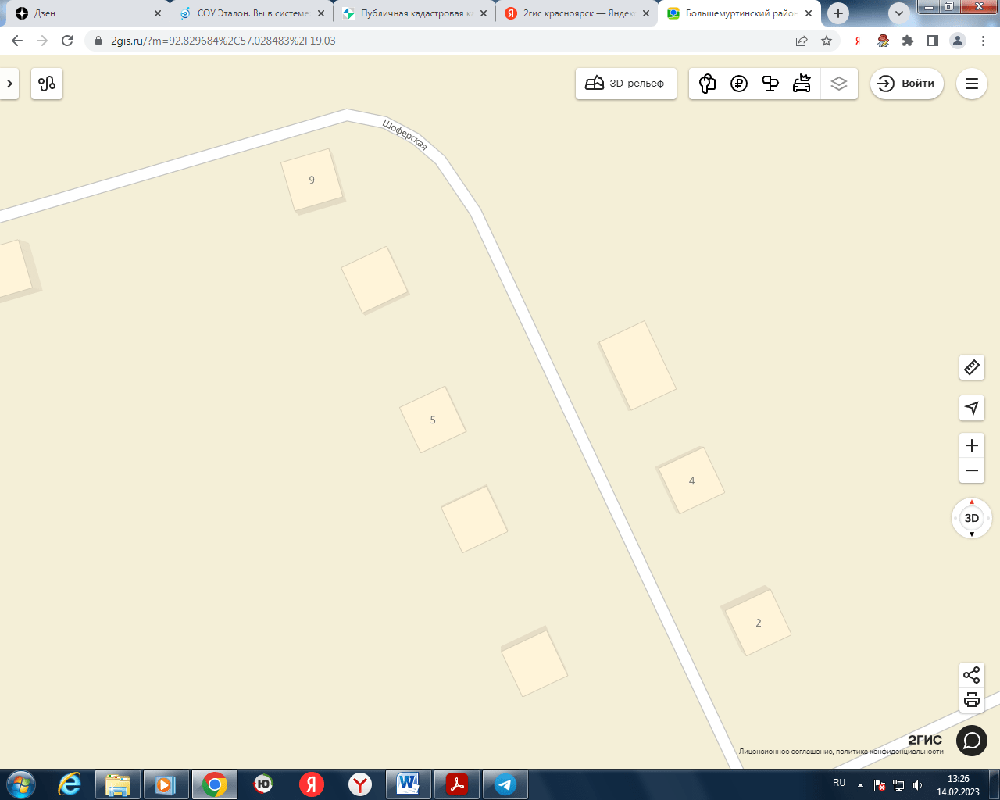 Дзен
СОУ Эталон. Вы в системе
Публичная кадастровая ка
2гис красноярск — Яндекс
Большемуртинский район
2gis.ru/?m=92.829684%2C57.028483%2F19.03
3D-рельеф
Войти
Шоферская
9
5
4
2
3D
2ГИС
Лицензионное соглашение, политика конфиденциальности
RU
13:26
14.02.2023